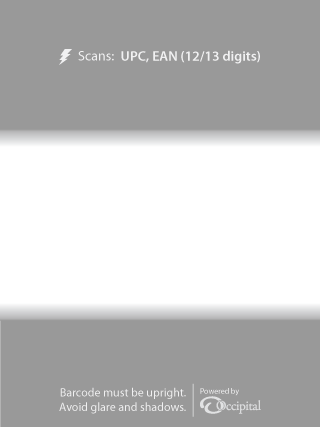 Scans: UPC, EAN (12/13 digits)
Barcode must be upright.
Avoid glare and shadows.
Powered by
Occipital